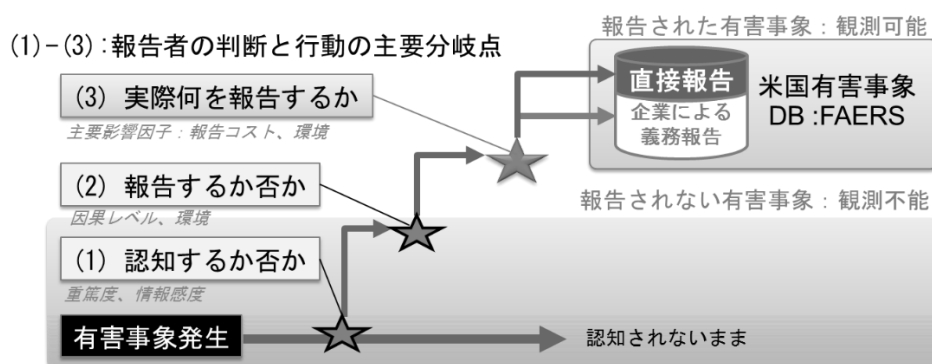 報告された有害事象：観測可能
(1)-(3)：報告者の判断と行動の主要分岐点
(3) 実際何を報告するか
主要影響因子：報告コスト、環境
直接報告
企業による
義務報告
米国有害事象
DB :FAERS
(2) 報告するか否か
因果レベル、環境
報告されない有害事象：観測不能
(1) 認知するか否か
重篤度、情報感度
有害事象発生
認知されないまま